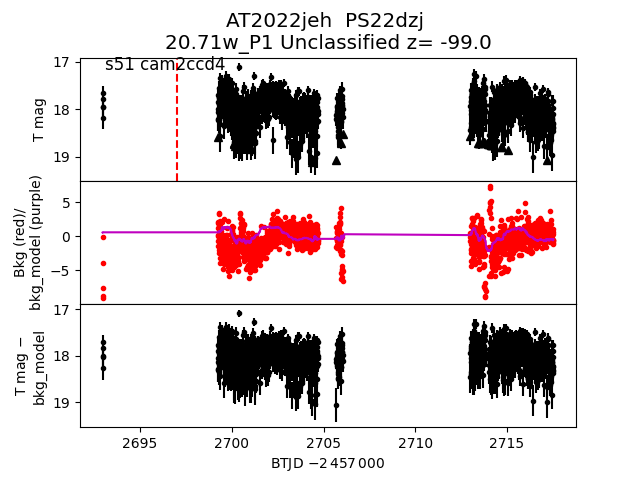 AT2022jeh  PS22dzj
20.71w_P1 Unclassified z= -99.0
s51 cam2ccd4
17
18
19
T mag
5
0
−5
Bkg (red)/
bkg_model (purple)
17
18
19
T mag −
bkg_model
2695
2700
2705
2710
2715
BTJD −2 457 000